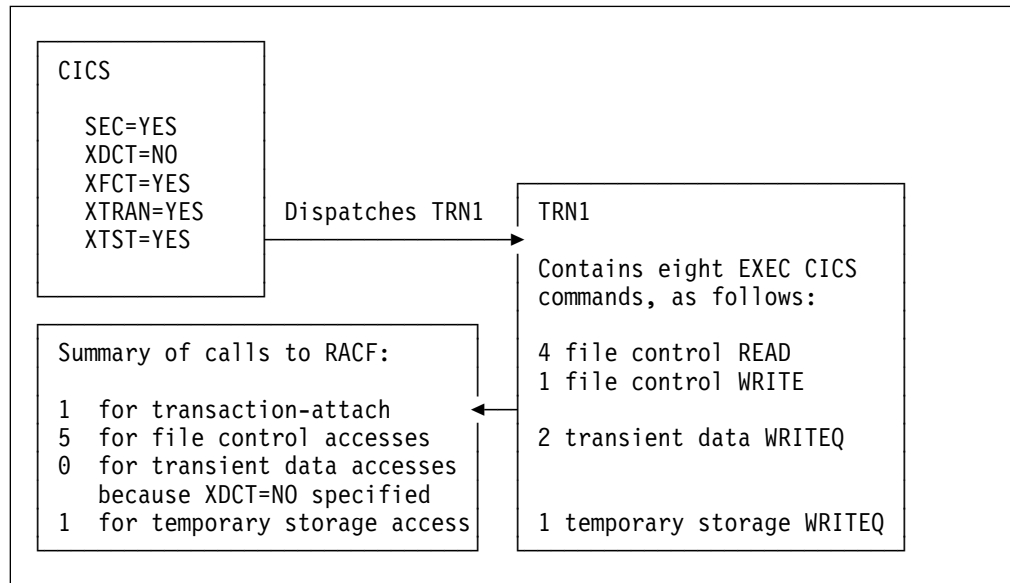 CICS
SEC=YES
XDCT=NO
XFCT=YES
XTRAN=YES
XTST=YES
Dispatches TRN1
TRN1
Contains eight EXEC CICS
commands, as follows:
4 file control READ
1 file control WRITE
2 transient data WRITEQ
1 temporary storage WRITEQ
Summary of calls to RACF:
1 for transaction-attach
5 for file control accesses
0 for transient data accesses
because XDCT=NO specified
1 for temporary storage access